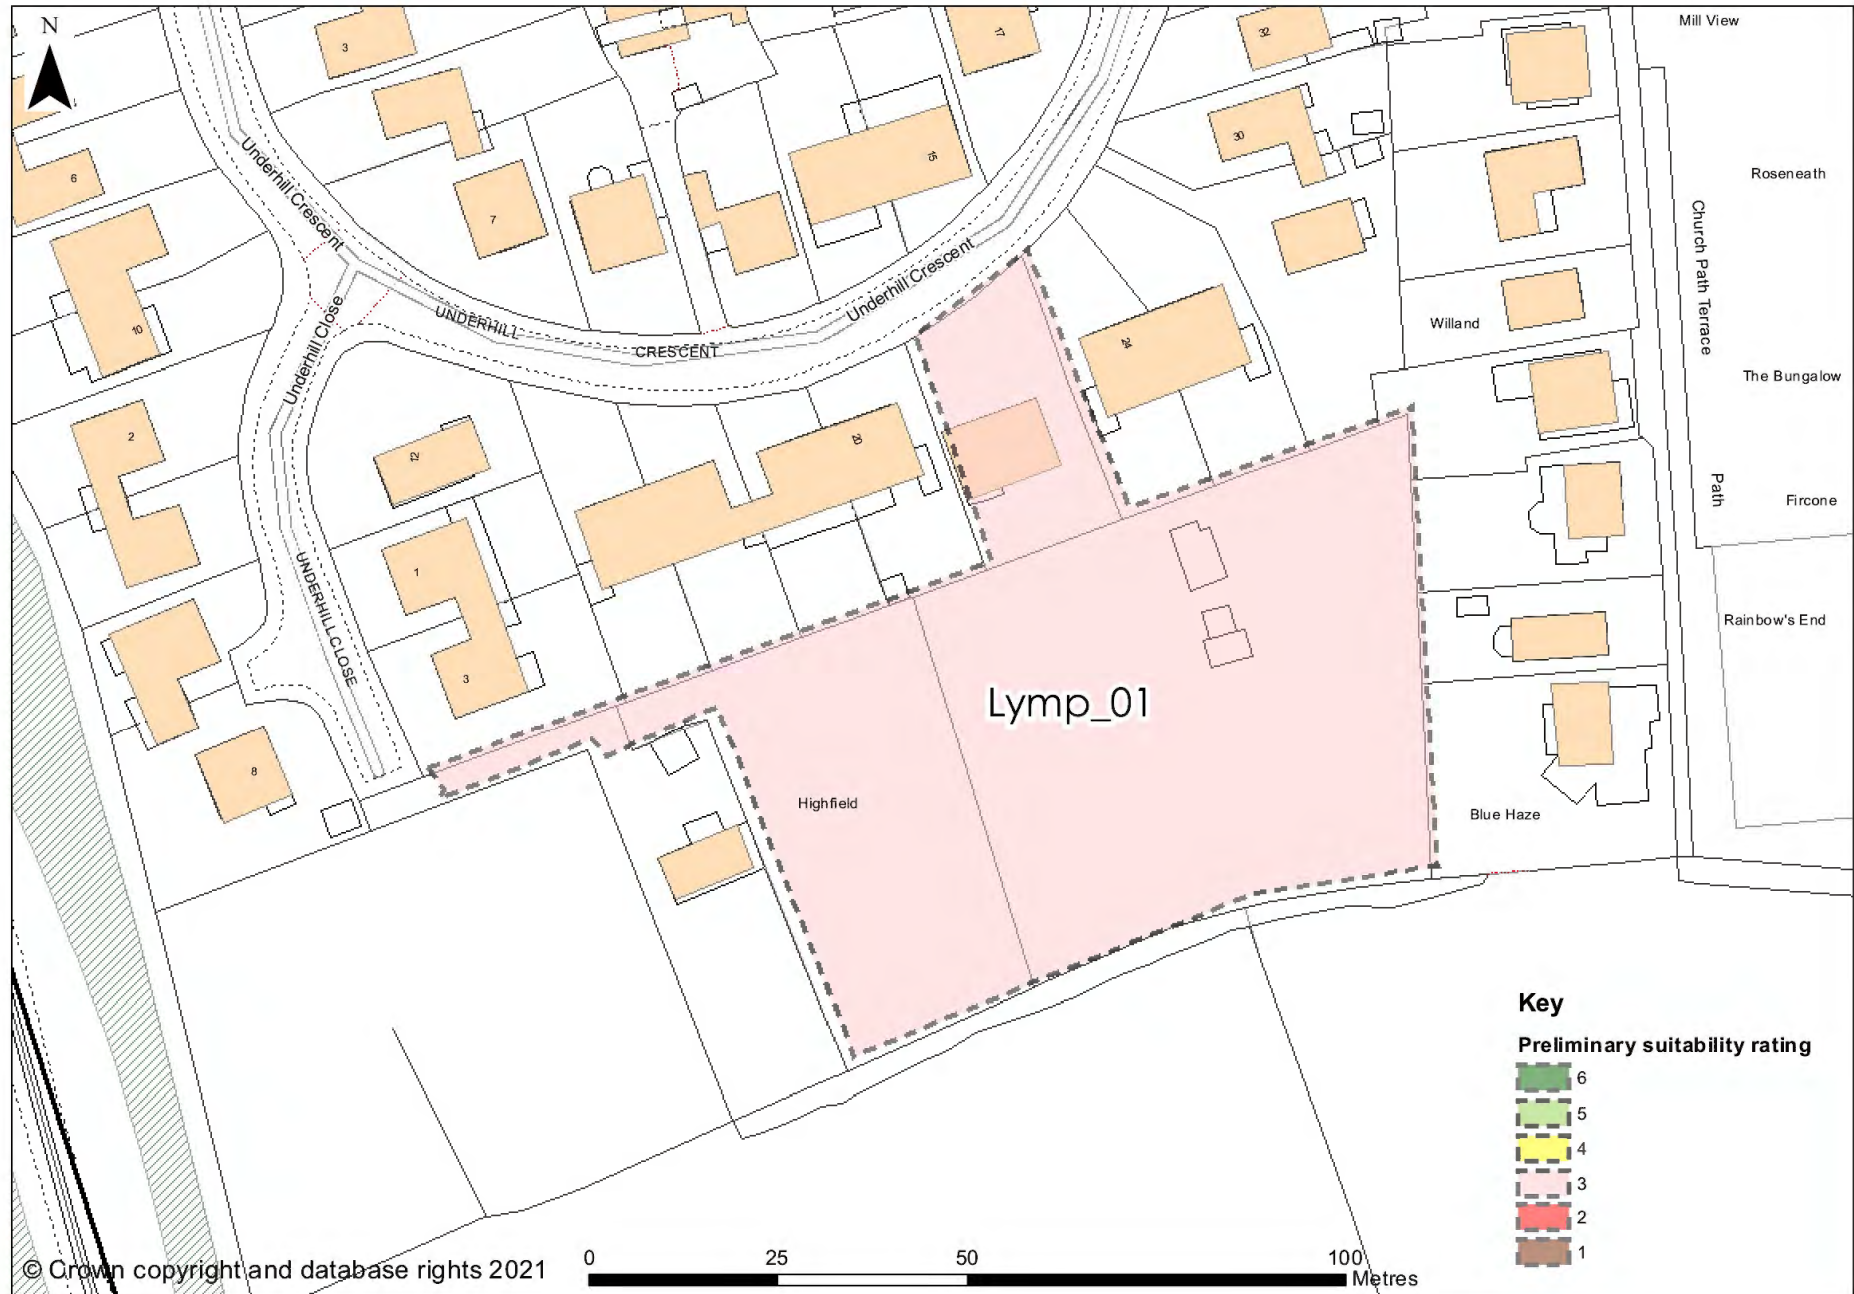 N
Mill View
3
17
32
30
15
6
7
Roseneath
Underhill Crescent
Church Path Terrace
Underhill Crescent
10
Underhill Close
UNDERHILL
CRESCENT
Willand
24
The Bungalow
2
12
20
Path
Fircone
1
UNDERHILL CLOSE
Rainbow's End
3
Lymp_01
8
Highfield
Blue Haze
Key
Preliminary suitability rating
6
5
4
3
2
1
0 25 50 100
Metres
© Crown copyright and database rights 2021